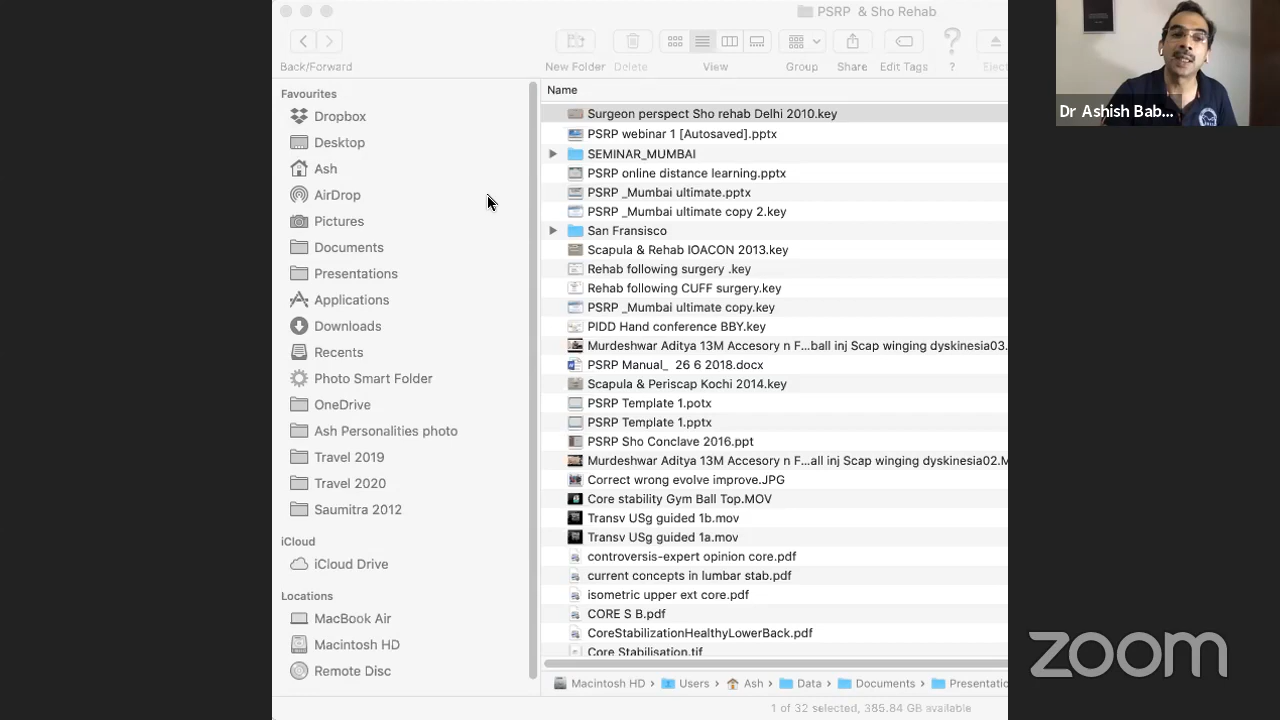 PSRP & Sho Rehab
Back/Forward
New Folder
Delete
View
Group
Share
Edit Tags
?
Eject
Favourites
Dropbox
Desktop
Ash
AirDrop
Pictures
Documents
Presentations
Applications
Downloads
Recents
Photo Smart Folder
OneDrive
Ash Personalities photo
Travel 2019
Travel 2020
Saumitra 2012
iCloud
iCloud Drive
Locations
MacBook Air
Macintosh HD
Remote Disc
Name
Surgeon perspect Sho rehab Delhi 2010.key
PSRP webinar 1 [Autosaved].pptx
SEMINAR_MUMBAI
PSRP online distance learning.pptx
PSRP _Mumbai ultimate.pptx
PSRP _Mumbai ultimate copy 2.key
San Fransisco
Scapula & Rehab IOACON 2013.key
Rehab following surgery .key
Rehab following CUFF surgery.key
PSRP _Mumbai ultimate copy.key
PIDD Hand conference BBY.key
Murdeshwar Aditya 13M Accesory n F...ball inj Scap winging dyskinesia03.
PSRP Manual_ 26 6 2018.docx
Scapula & Periscap Kochi 2014.key
PSRP Template 1.potx
PSRP Template 1.pptx
PSRP Sho Conclave 2016.ppt
Murdeshwar Aditya 13M Accesory n F...all inj Scap winging dyskinesia02.M
Correct wrong evolve improve.JPG
Core stability Gym Ball Top.MOV
Transv USg guided 1b.mov
Transv USg guided 1a.mov
controversis-expert opinion core.pdf
current concepts in lumbar stab.pdf
isometric upper ext core.pdf
CORE S B.pdf
CoreStabilizationHealthyLowerBack.pdf
Core Stabilisation.tif
Macintosh HD › Users › Ash › Data › Documents › Presentatio
1 of 32 selected, 385.84 GB available
Dr Ashish Bab...
zoom